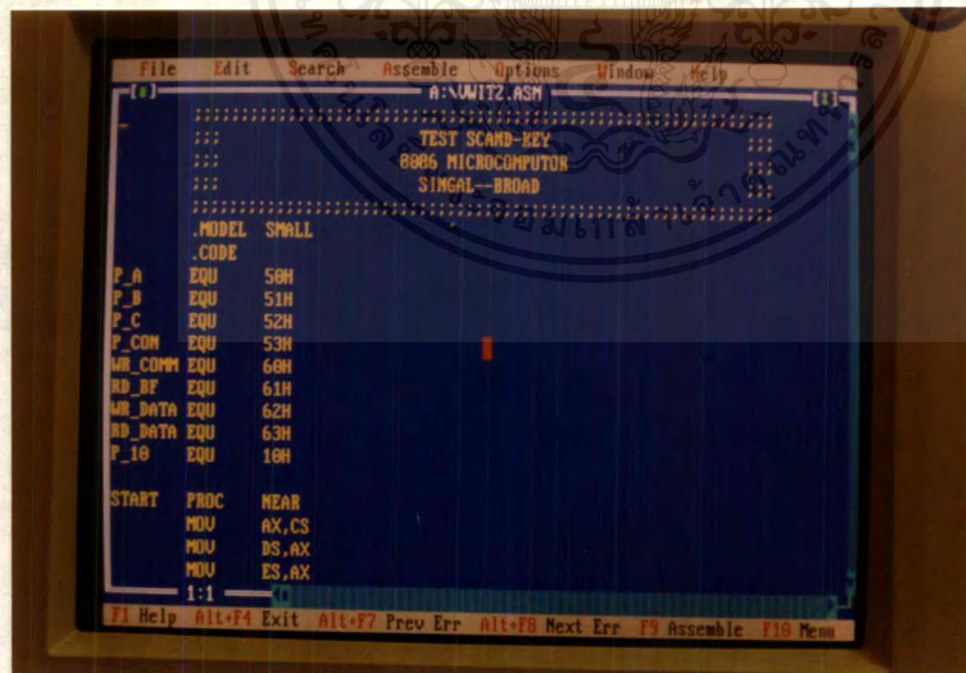 File Edit Search Assemble Options Window Help
[■] A:\VWITZ.ASM [↕]
;;;;;;;;;;;;;;;;;;;;;;;;;;;;;;;;;;;;;;;;;;;;;;;;;;;;;;;;;;;;;;;;;;;;;;
;;; TEST SCAND-KEY ;;;
;;; 8086 MICROCOMPUTOR ;;;
;;; SINGAL--BROAD ;;;
;;;;;;;;;;;;;;;;;;;;;;;;;;;;;;;;;;;;;;;;;;;;;;;;;;;;;;;;;;;;;;;;;;;;;;
.MODEL SMALL
.CODE
P_A EQU 50H
P_B EQU 51H
P_C EQU 52H
P_CON EQU 53H
WR_COMM EQU 60H
RD_BF EQU 61H
WR_DATA EQU 62H
RD_DATA EQU 63H
P_10 EQU 10H
START PROC NEAR
MOV AX,CS
MOV DS,AX
MOV ES,AX
1:1
F1 Help Alt+F4 Exit Alt+F7 Prev Err Alt+F8 Next Err F9 Assemble F10 Menu